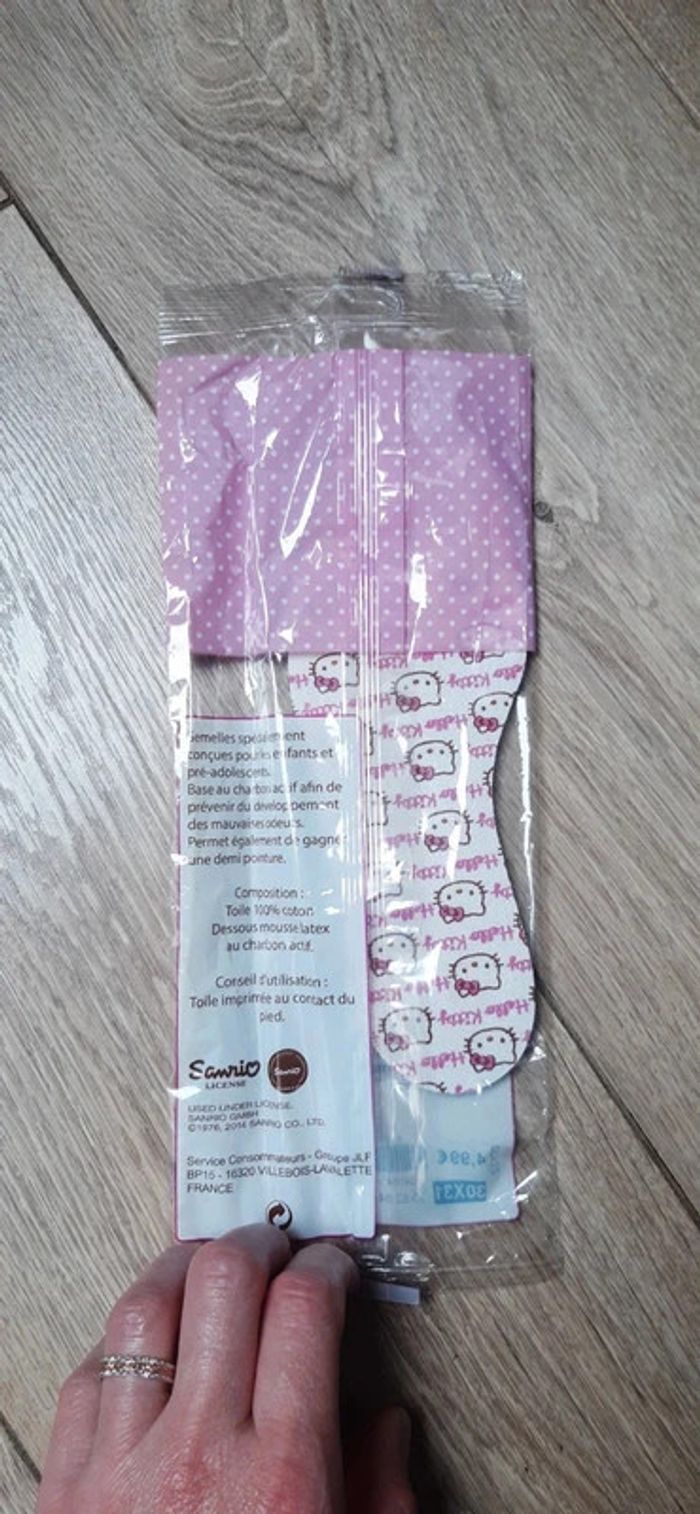 Semelles spécialement
conçues pour les enfants et
pré-adolescents.
Base au charbon actif afin de
prévenir du développement
des mauvaises odeurs.
Permet également de gagner
une demi pointure.
Composition :
Toile 100% coton
Dessous mousse latex
au charbon actif.
Conseil d'utilisation :
Toile imprimée au contact du
pied.
Sanrio
LICENSE
Sanrio
USED UNDER LICENSE.
SANRIO GMBH
©1976, 2014 SANRIO CO., LTD.
Service Consommateurs - Groupe JLF
BP15 - 16320 VILLEBOIS-LAVALETTE
FRANCE
Hello Kitty
4,99€
30X31